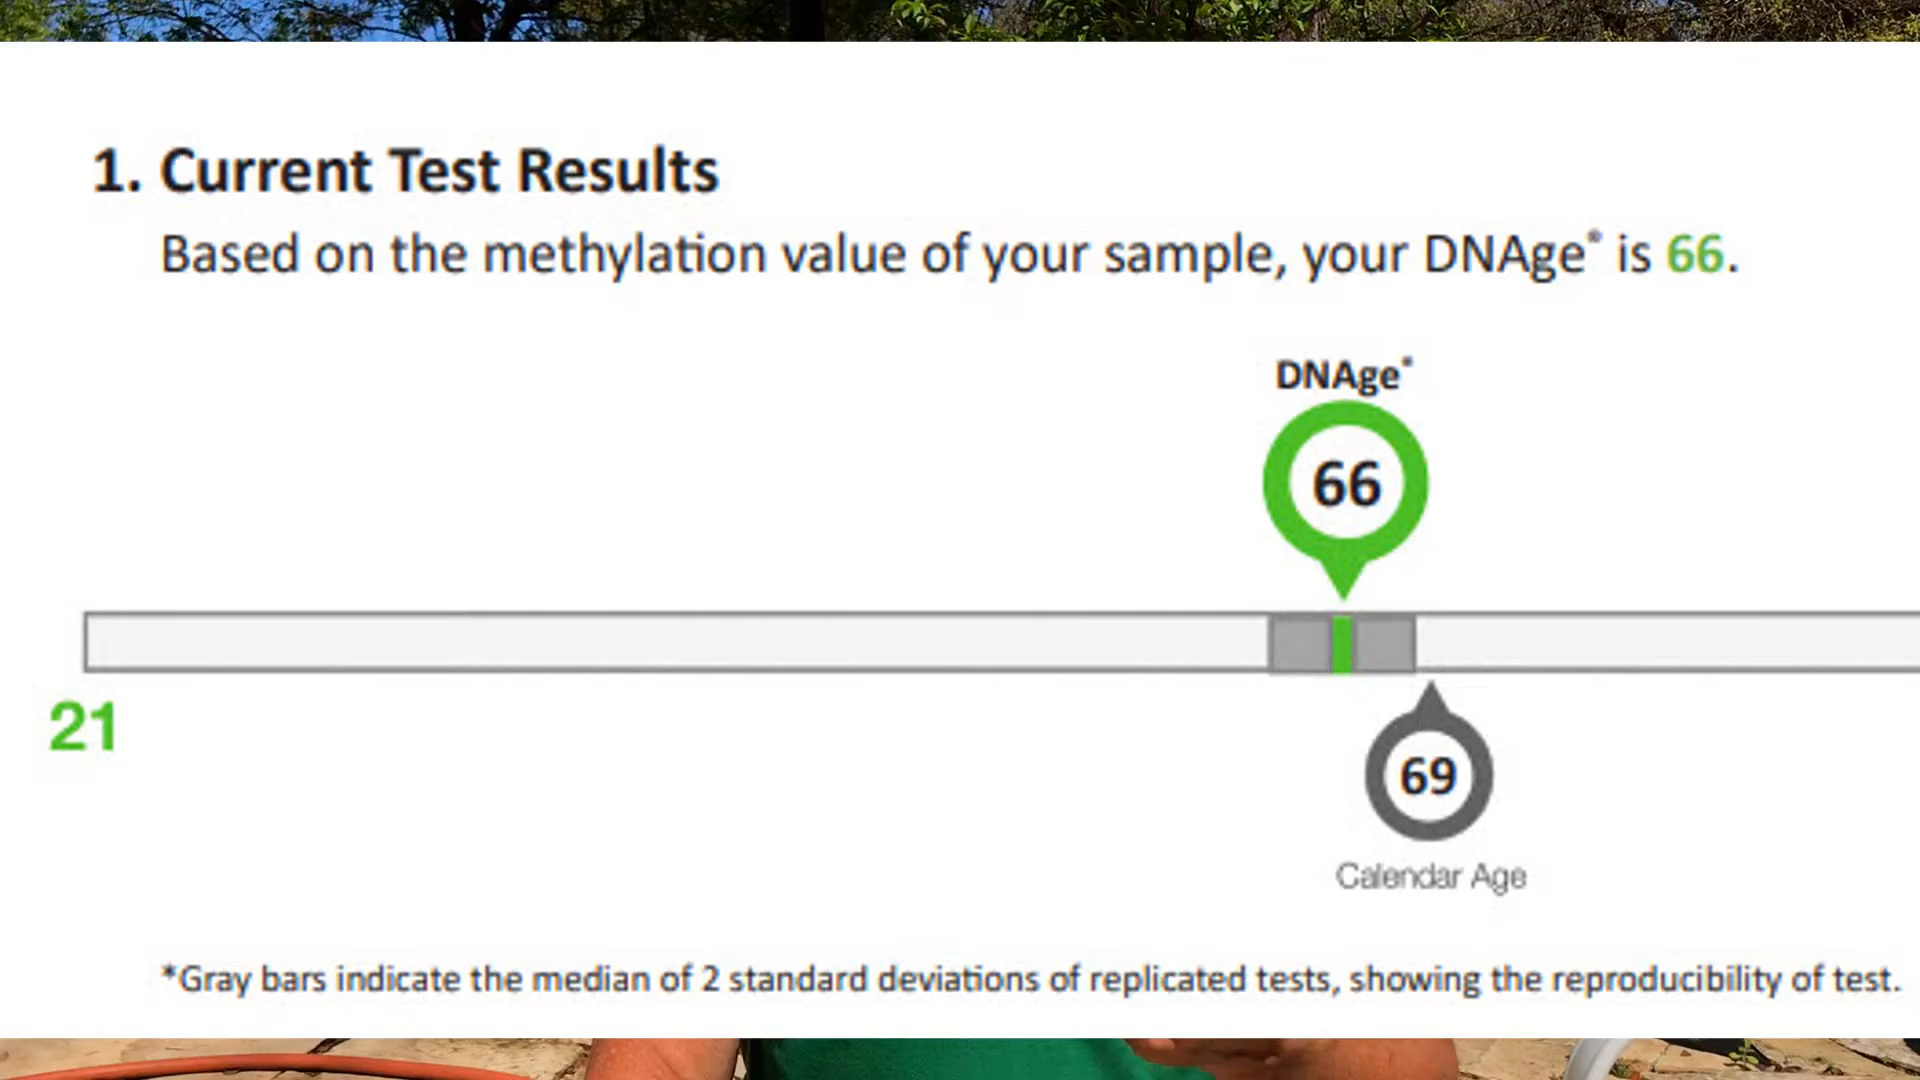 1. Current Test Results
Based on the methylation value of your sample, your DNAge® is 66.
DNAge®
66
21
69
Calendar Age
*Gray bars indicate the median of 2 standard deviations of replicated tests, showing the reproducibility of test.